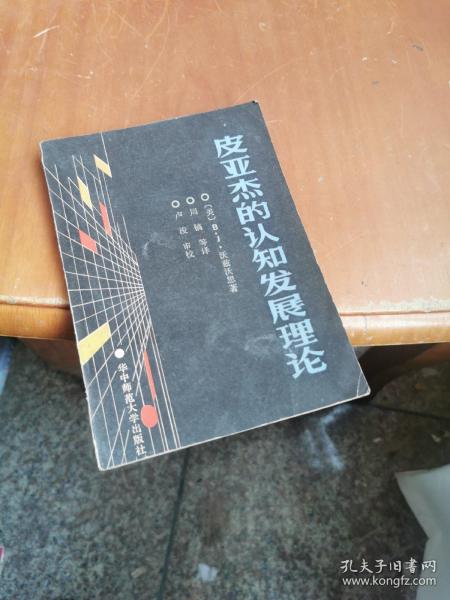 皮亚杰的认知发展理论
(美) B·J·沃兹沃思著
周镐 等译
卢浚 审校
华中师范大学出版社
孔夫子旧书网
www.kongfz.com